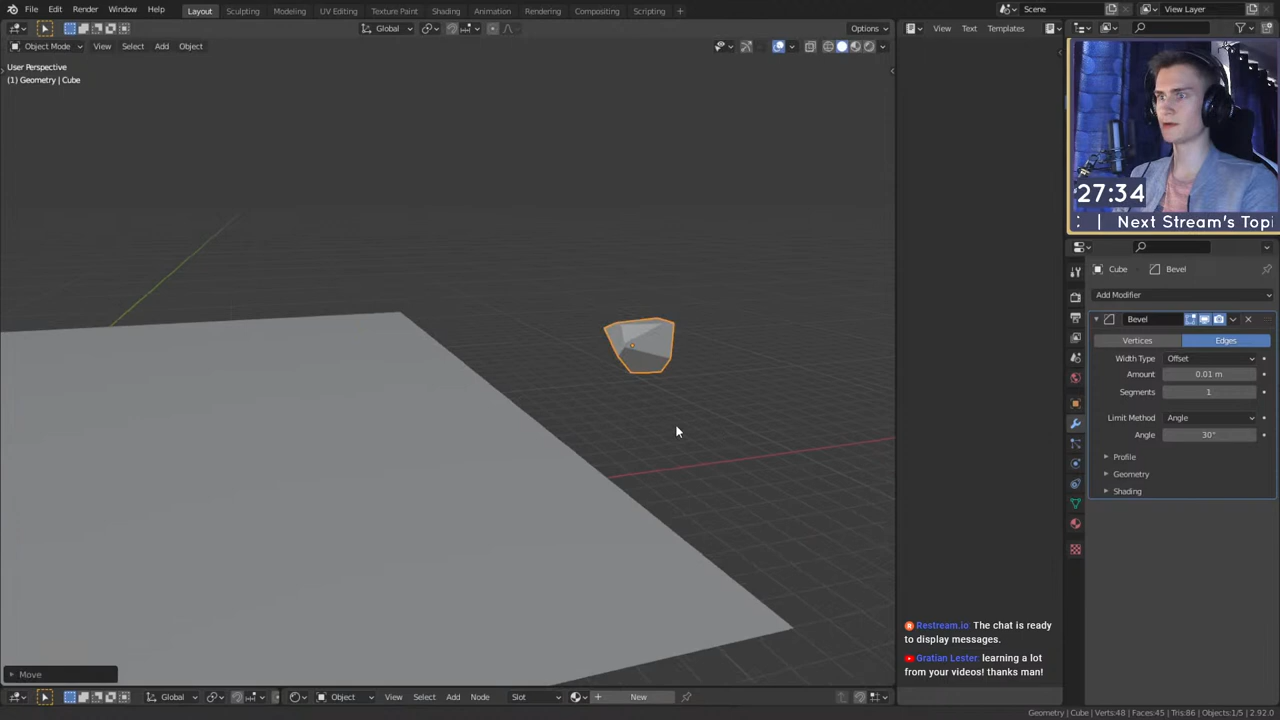 File Edit Render Window Help Layout Sculpting Modeling UV Editing Texture Paint Shading Animation Rendering Compositing Scripting + Scene View Layer
Global Options View Text Templates
Object Mode View Select Add Object
User Perspective
(1) Geometry | Cube
27:34
: | Next Stream's Topi
Cube Bevel
Add Modifier
Bevel
Vertices Edges
Width Type Offset
Amount 0.01 m
Segments 1
Limit Method Angle
Angle 30°
Profile
Geometry
Shading
Restream.io: The chat is ready
to display messages.
Gratian Lester: learning a lot
from your videos! thanks man!
Move
Global Object View Select Add Node Slot New
Geometry | Cube | Verts:48 | Faces:45 | Tris:86 | Objects:1/5 | 2.92.0